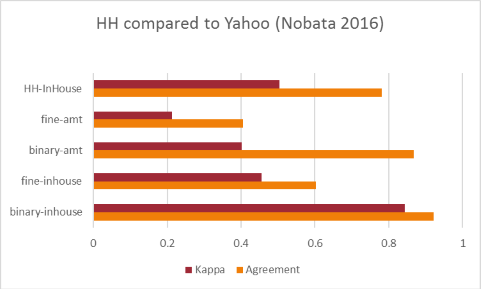 HH compared to Yahoo (Nobata 2016)
HH-InHouse
fine-amt
binary-amt
fine-inhouse
binary-inhouse
0 0.2 0.4 0.6 0.8 1
Kappa Agreement